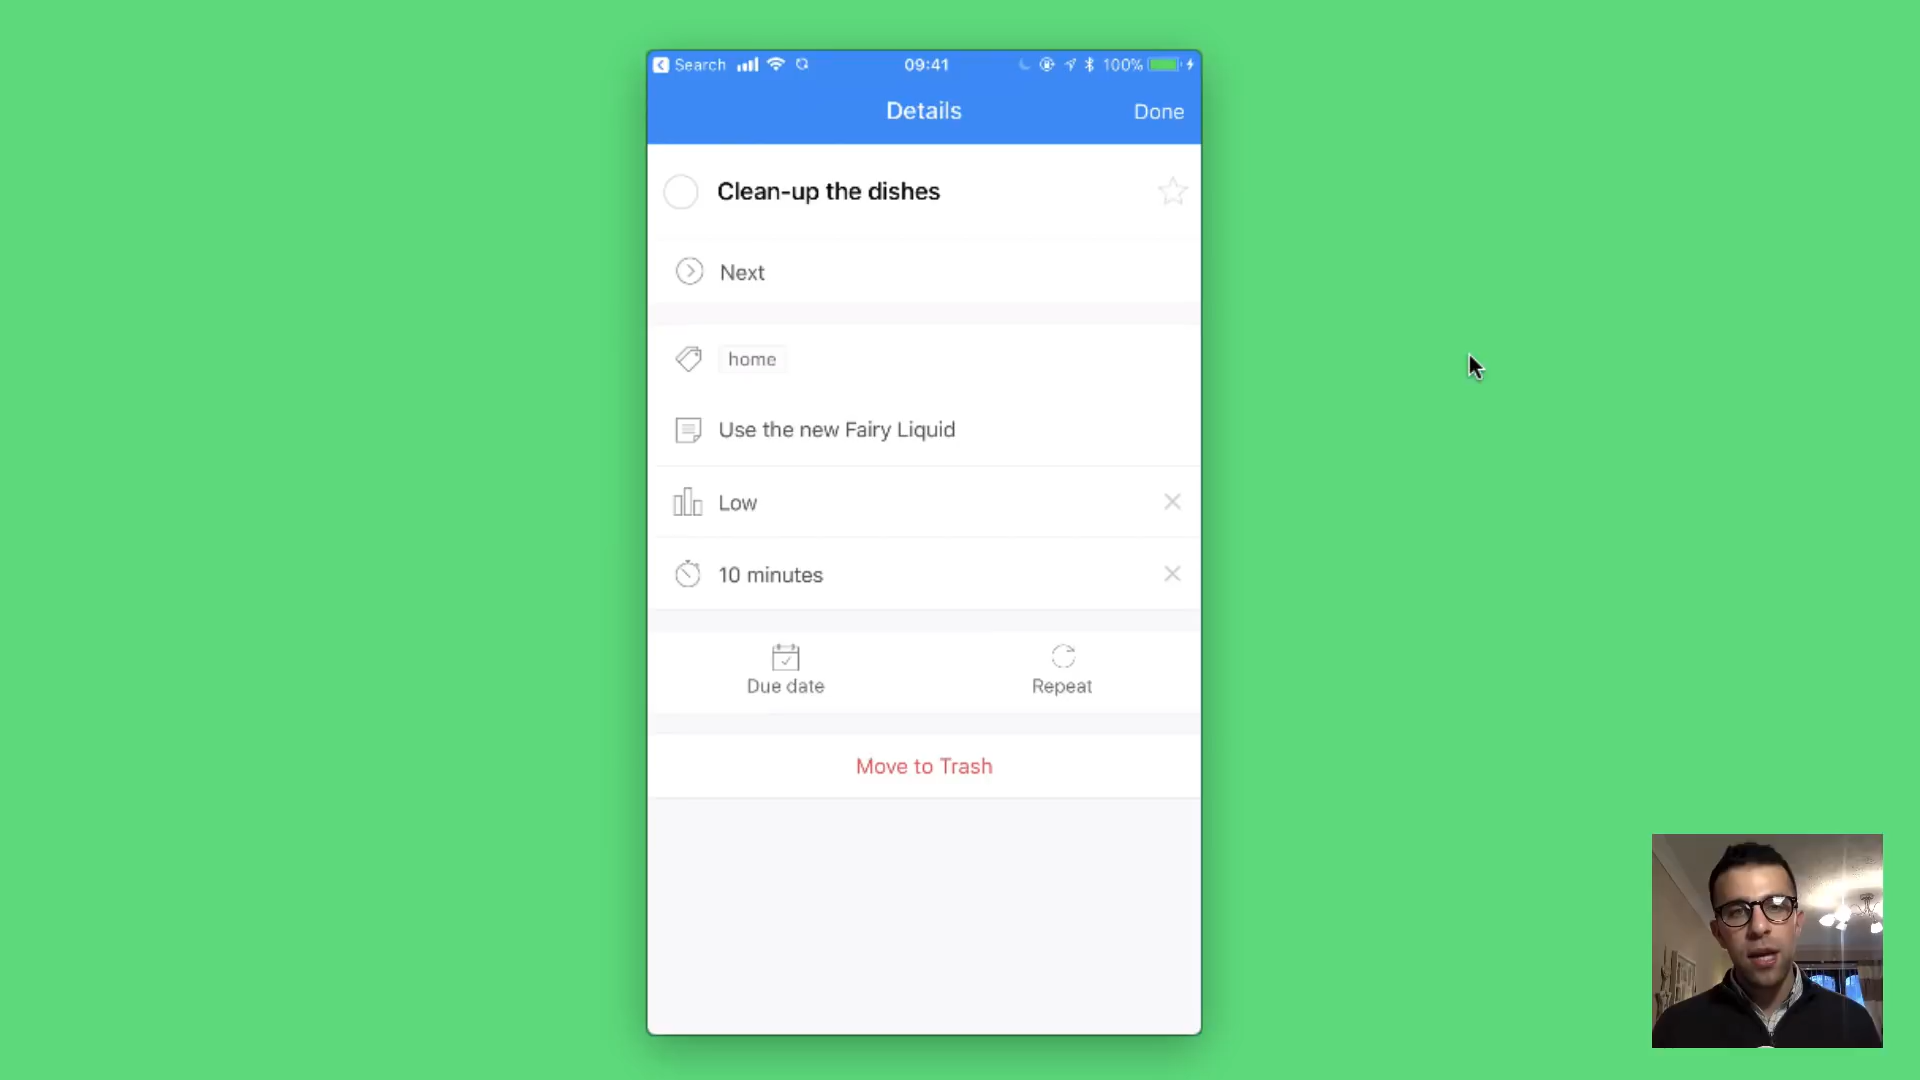 Search 09:41 100%
Details Done
Clean-up the dishes
Next
home
Use the new Fairy Liquid
Low
10 minutes
Due date Repeat
Move to Trash